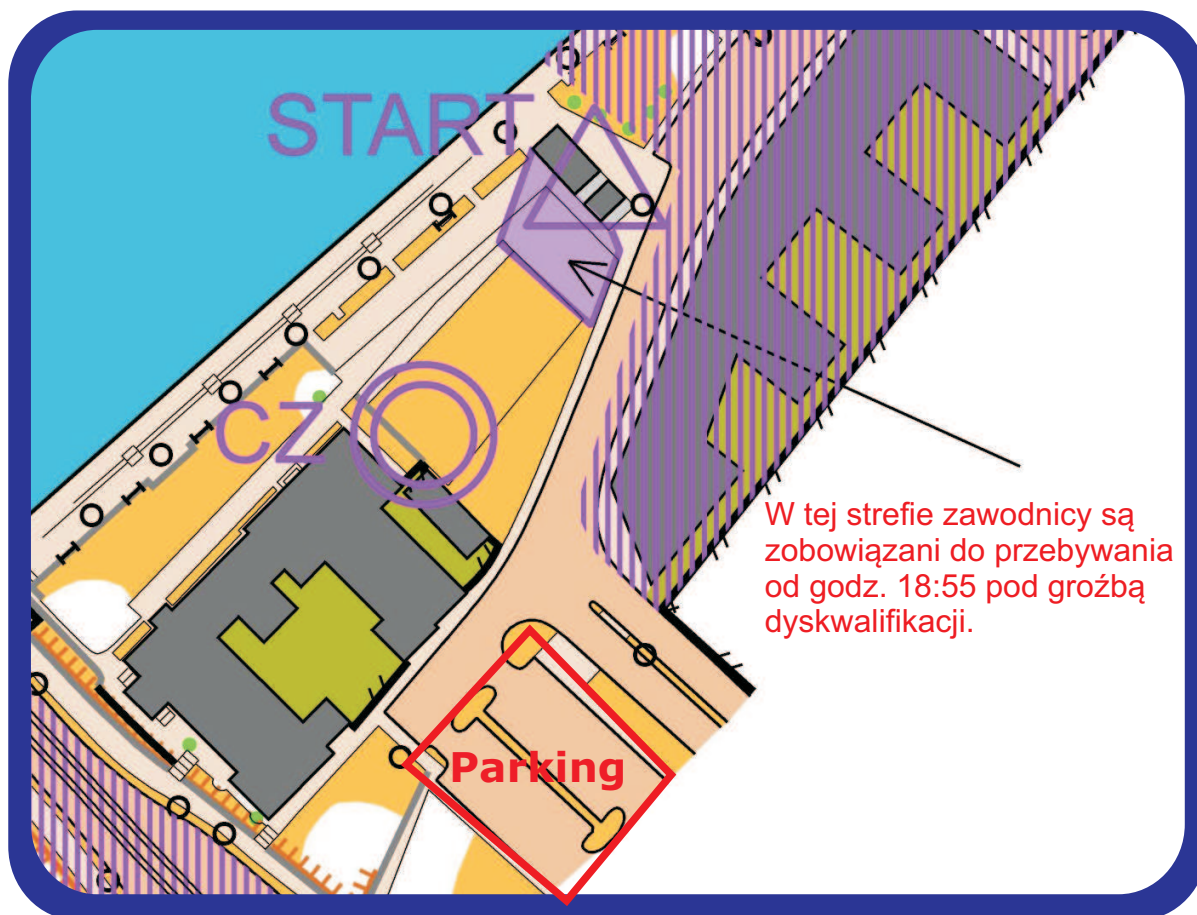 START
CZ
W tej strefie zawodnicy są
zobowiązani do przebywania
od godz. 18:55 pod groźbą
dyskwalifikacji.
Parking